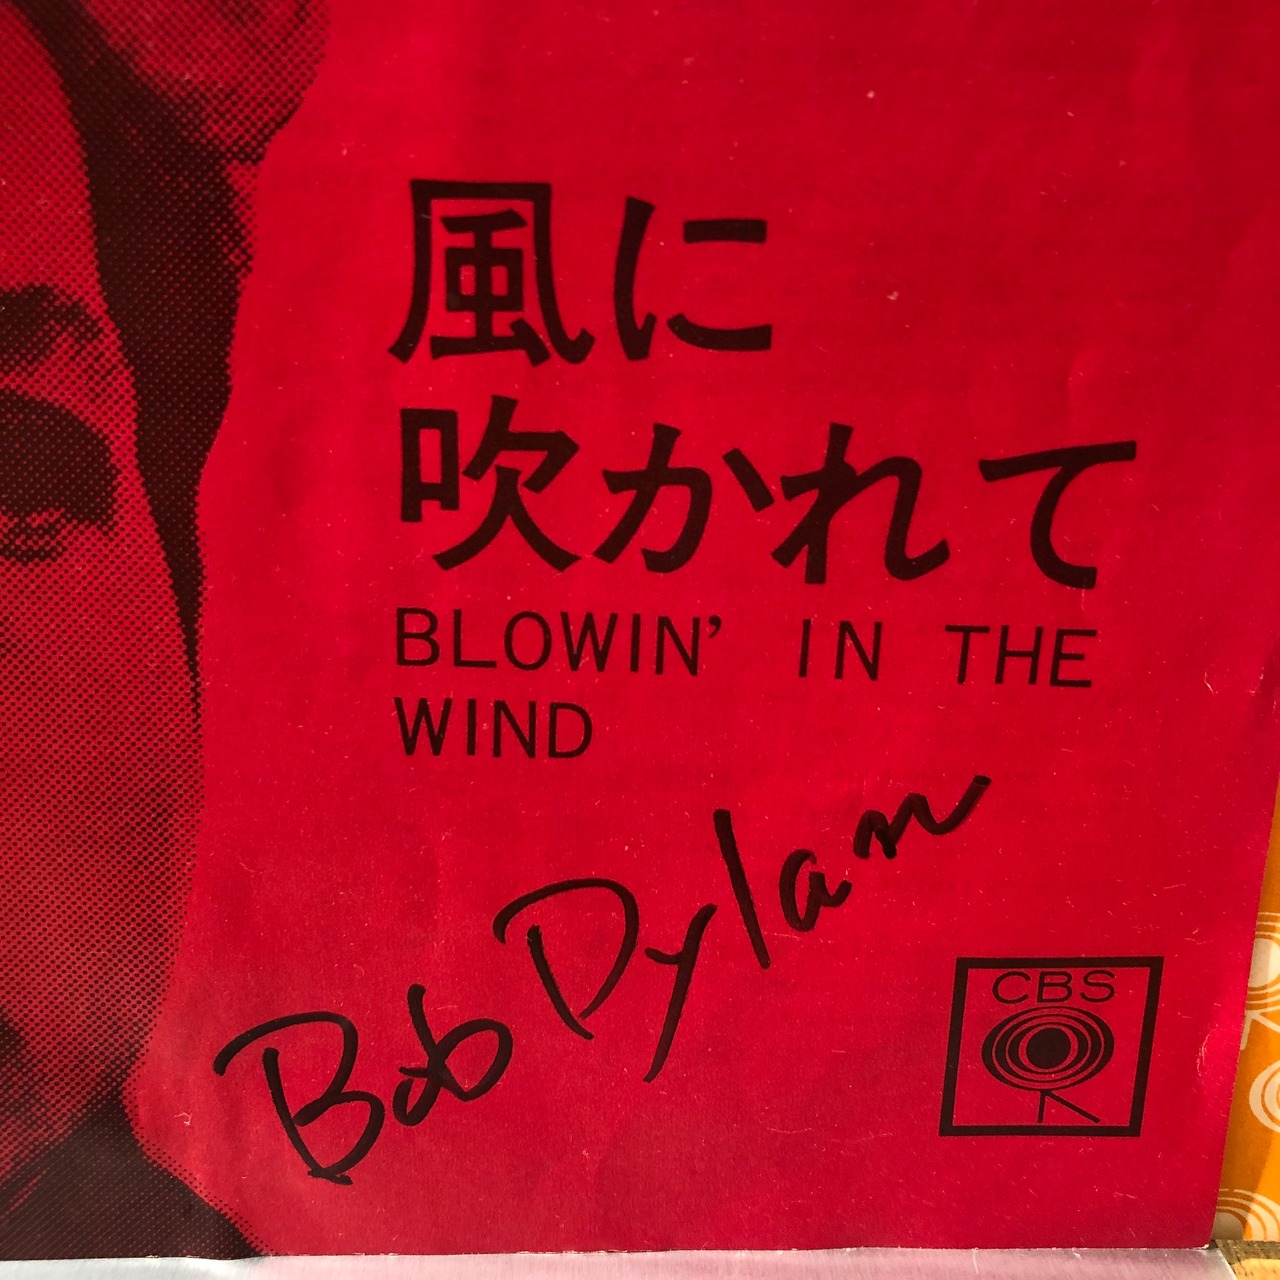 風に
吹かれて
BLOWIN' IN THE
WIND
Bob Dylan
CBS